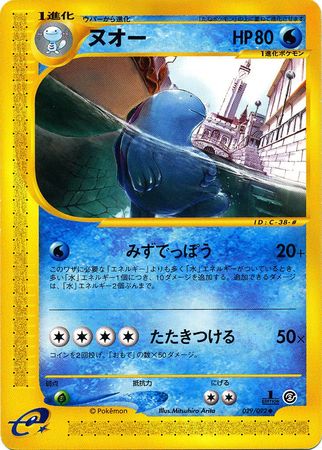 1進化
ウパーから進化
ヌオー
HP80
1進化ポケモン
ID:C-38-#
みずでっぽう 20+
このワザに必要な「エネルギー」よりも多く「水」エネルギーがついているとき、
多い「水」エネルギー1個につき、10ダメージを追加する。追加できるダメージ
は、「水」エネルギー2個ぶんまで。
たたきつける 50×
コインを2回投げ、「おもて」の数×50ダメージ。
弱点 抵抗力 にげる
e
© Pokémon Illus.Mitsuhiro Arita
1 EDITION
029/092